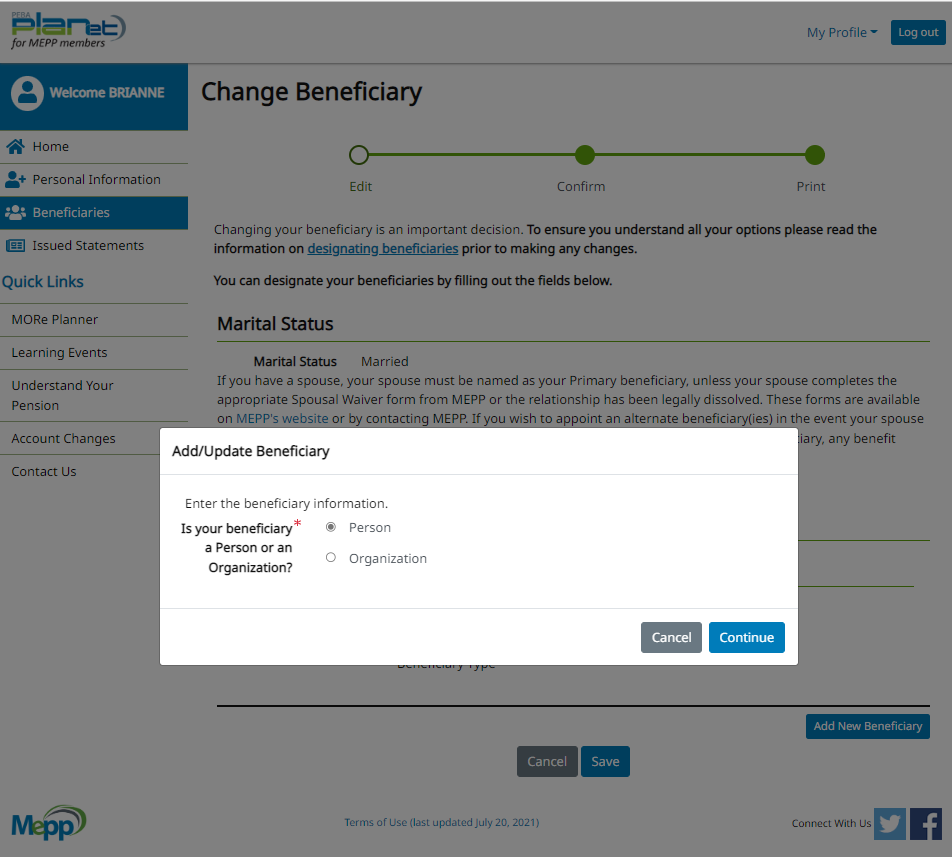 PEBA
Planet
for MEPP members
My Profile
Log out
Welcome BRIANNE
Home
Personal Information
Beneficiaries
Issued Statements
Quick Links
MORe Planner
Learning Events
Understand Your
Pension
Account Changes
Contact Us
Change Beneficiary
Edit
Confirm
Print
Changing your beneficiary is an important decision. To ensure you understand all your options please read the
information on designating beneficiaries prior to making any changes.
You can designate your beneficiaries by filling out the fields below.
Marital Status
Marital Status Married
If you have a spouse, your spouse must be named as your Primary beneficiary, unless your spouse completes the
appropriate Spousal Waiver form from MEPP or the relationship has been legally dissolved. These forms are available
on MEPP's website or by contacting MEPP. If you wish to appoint an alternate beneficiary(ies) in the event your spouse
iary, any benefit
Add/Update Beneficiary
Enter the beneficiary information.
Is your beneficiary*
a Person or an
Organization?
Person
Organization
Cancel
Continue
Beneficiary Type
Add New Beneficiary
Cancel
Save
Mepp
Terms of Use (last updated July 20, 2021)
Connect With Us